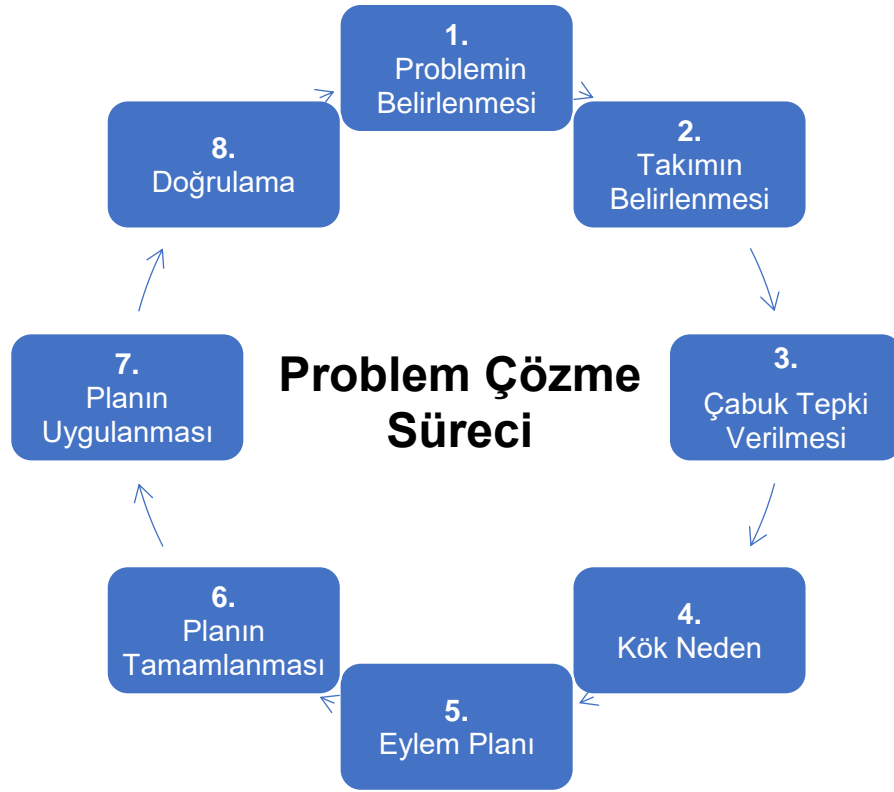 1.
Problemin
Belirlenmesi
2.
Takımın
Belirlenmesi
3.
Çabuk Tepki
Verilmesi
4.
Kök Neden
5.
Eylem Planı
6.
Planın
Tamamlanması
7.
Planın
Uygulanması
8.
Doğrulama
Problem Çözme
Süreci